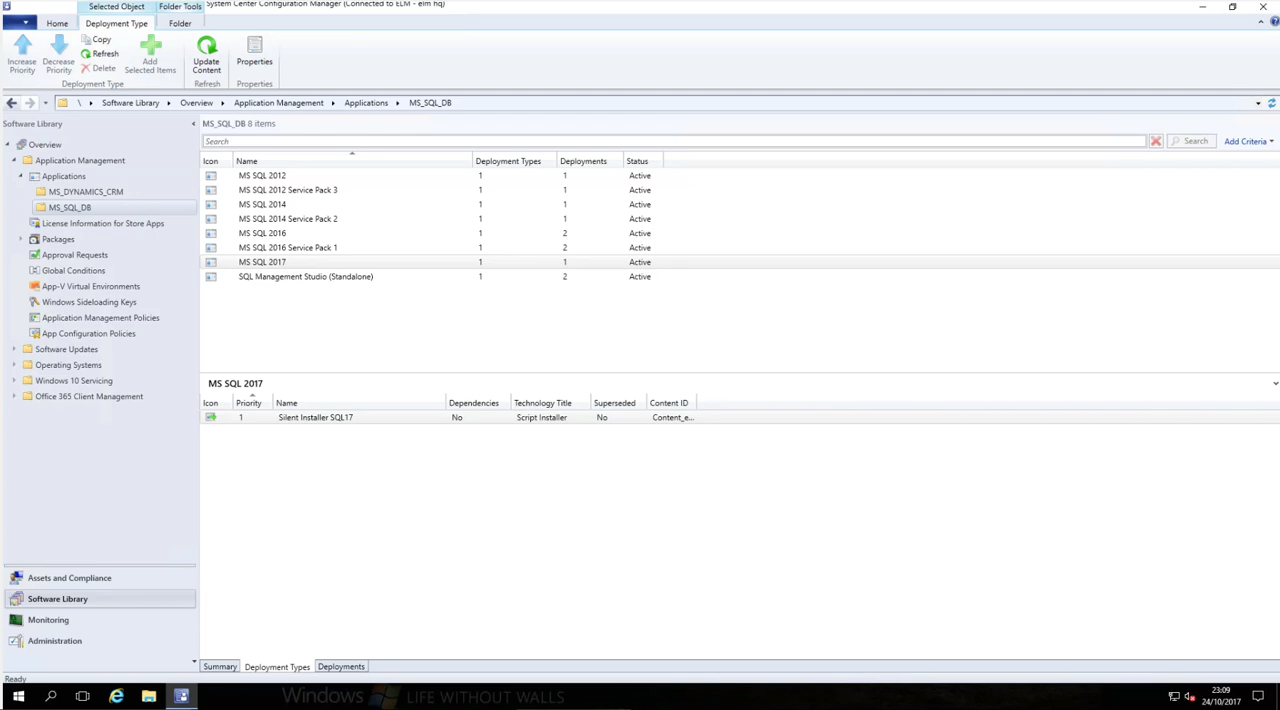 Selected Object Folder Tools System Center Configuration Manager (Connected to ELM - elm hq)
Home Deployment Type Folder
Increase Priority
Decrease Priority
Copy
Refresh
Delete
Add Selected Items
Update Content
Properties
Deployment Type Refresh Properties
\ Software Library Overview Application Management Applications MS_SQL_DB
Software Library
Overview
Application Management
Applications
MS_DYNAMICS_CRM
MS_SQL_DB
License Information for Store Apps
Packages
Approval Requests
Global Conditions
App-V Virtual Environments
Windows Sideloading Keys
Application Management Policies
App Configuration Policies
Software Updates
Operating Systems
Windows 10 Servicing
Office 365 Client Management
Assets and Compliance
Software Library
Monitoring
Administration
MS_SQL_DB 8 items
Search Search Add Criteria
Icon Name Deployment Types Deployments Status
MS SQL 2012 1 1 Active
MS SQL 2012 Service Pack 3 1 1 Active
MS SQL 2014 1 1 Active
MS SQL 2014 Service Pack 2 1 1 Active
MS SQL 2016 1 2 Active
MS SQL 2016 Service Pack 1 1 2 Active
MS SQL 2017 1 1 Active
SQL Management Studio (Standalone) 1 2 Active
MS SQL 2017
Icon Priority Name Dependencies Technology Title Superseded Content ID
1 Silent Installer SQL17 No Script Installer No Content_e...
Summary Deployment Types Deployments
Ready
Windows LIFE WITHOUT WALLS
23:09
24/10/2017